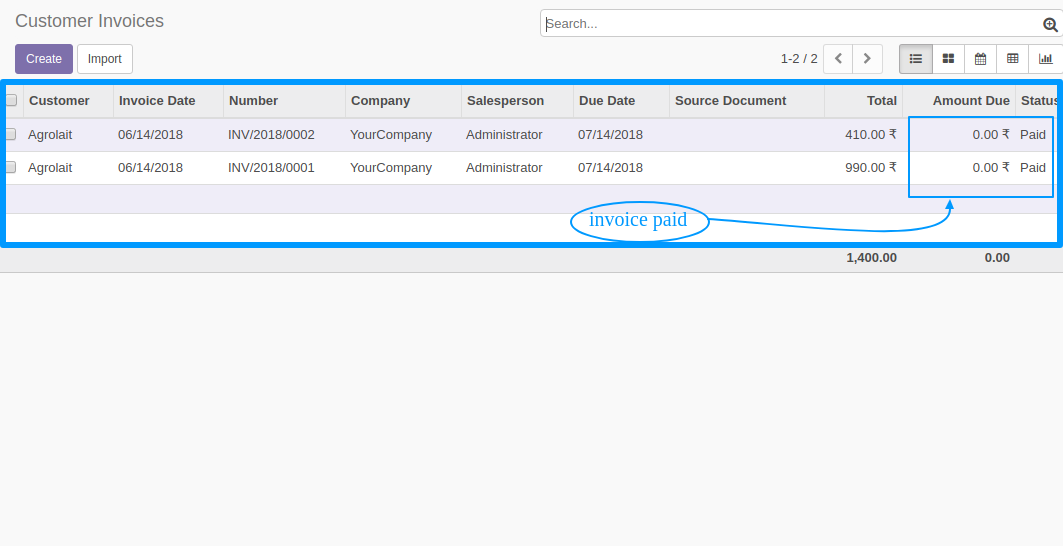 Customer Invoices
Search...
Create Import 1-2 / 2
Customer Invoice Date Number Company Salesperson Due Date Source Document Total Amount Due Status
Agrolait 06/14/2018 INV/2018/0002 YourCompany Administrator 07/14/2018 410.00 ₹ 0.00 ₹ Paid
Agrolait 06/14/2018 INV/2018/0001 YourCompany Administrator 07/14/2018 990.00 ₹ 0.00 ₹ Paid
invoice paid
1,400.00 0.00